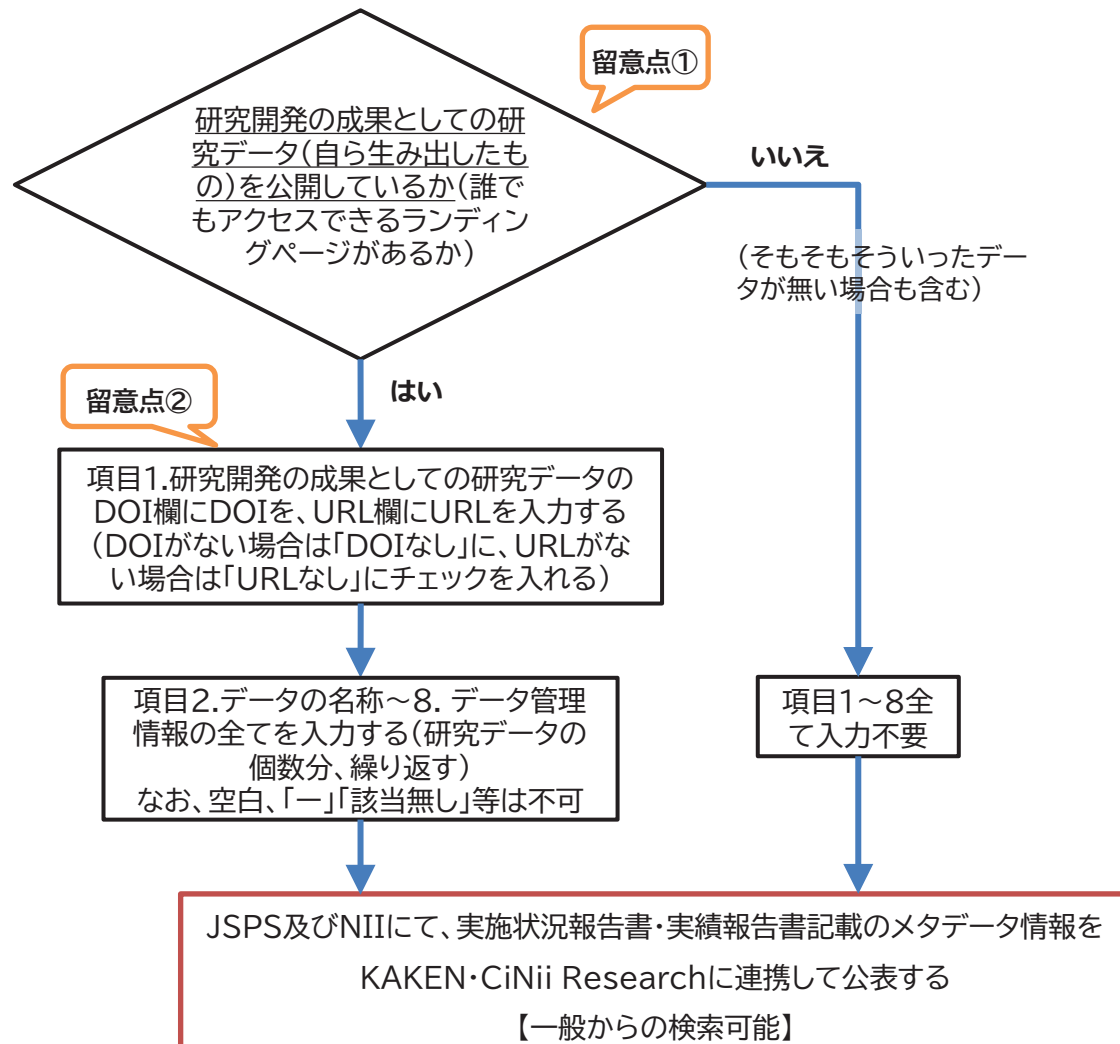 留意点①
研究開発の成果としての研
究データ(自ら生み出したも
の)を公開しているか(誰で
もアクセスできるランディン
グページがあるか)
いいえ
(そもそもそういったデー
タが無い場合も含む)
はい
留意点②
項目1.研究開発の成果としての研究データの
DOI欄にDOIを、URL欄にURLを入力する
(DOIがない場合は「DOIなし」に、URLがな
い場合は「URLなし」にチェックを入れる)
項目2.データの名称~8. データ管理
情報の全てを入力する(研究データの
個数分、繰り返す)
なお、空白、「ー」「該当無し」等は不可
項目1~8全
て入力不要
JSPS及びNIIにて、実施状況報告書・実績報告書記載のメタデータ情報を
KAKEN・CiNii Researchに連携して公表する
【一般からの検索可能】